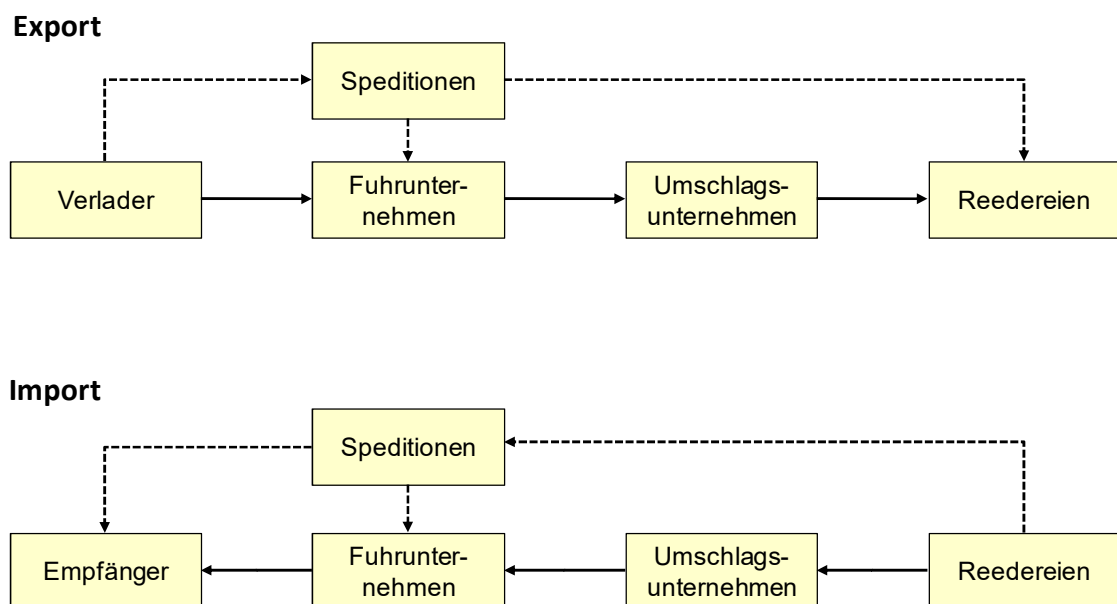 Export
Speditionen
Verlader
Fuhrunter-
nehmen
Umschlags-
unternehmen
Reedereien
Import
Speditionen
Empfänger
Fuhrunter-
nehmen
Umschlags-
unternehmen
Reedereien